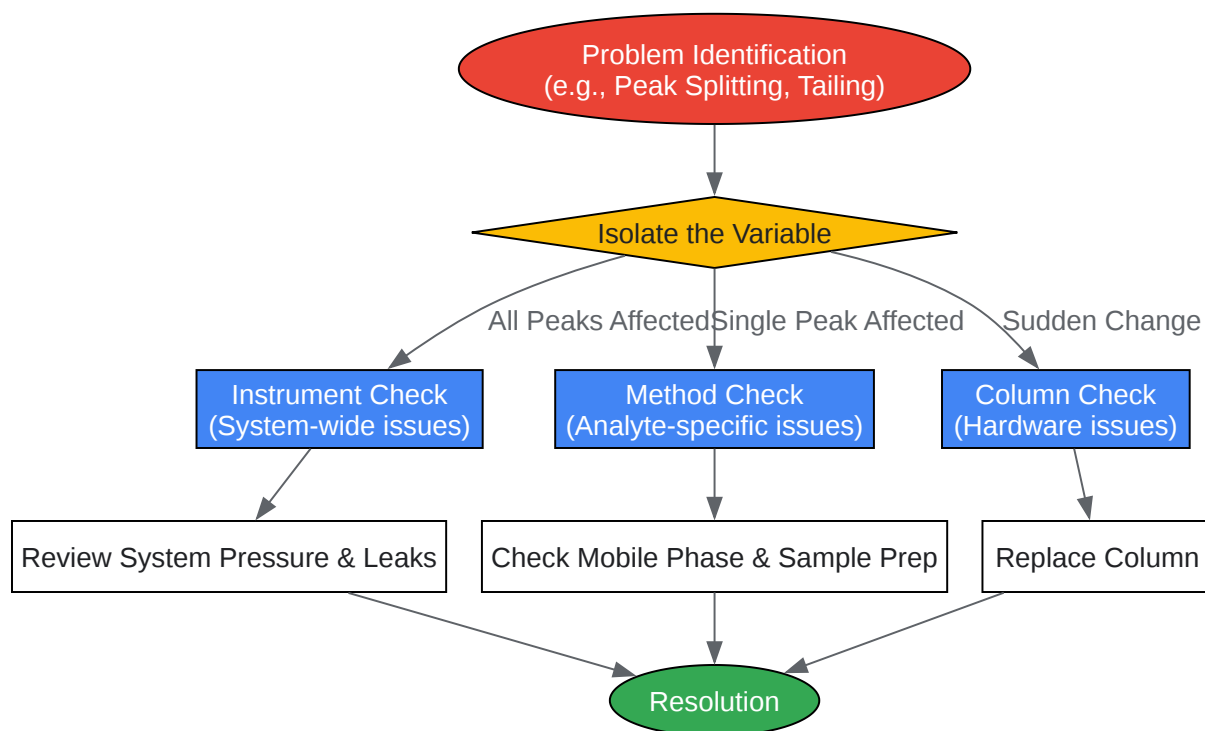 Problem Identification
(e.g., Peak Splitting, Tailing)
Isolate the Variable
All Peaks Affected
Single Peak Affected
Sudden Change
Instrument Check
(System-wide issues)
Method Check
(Analyte-specific issues)
Column Check
(Hardware issues)
Review System Pressure & Leaks
Check Mobile Phase & Sample Prep
Replace Column
Resolution